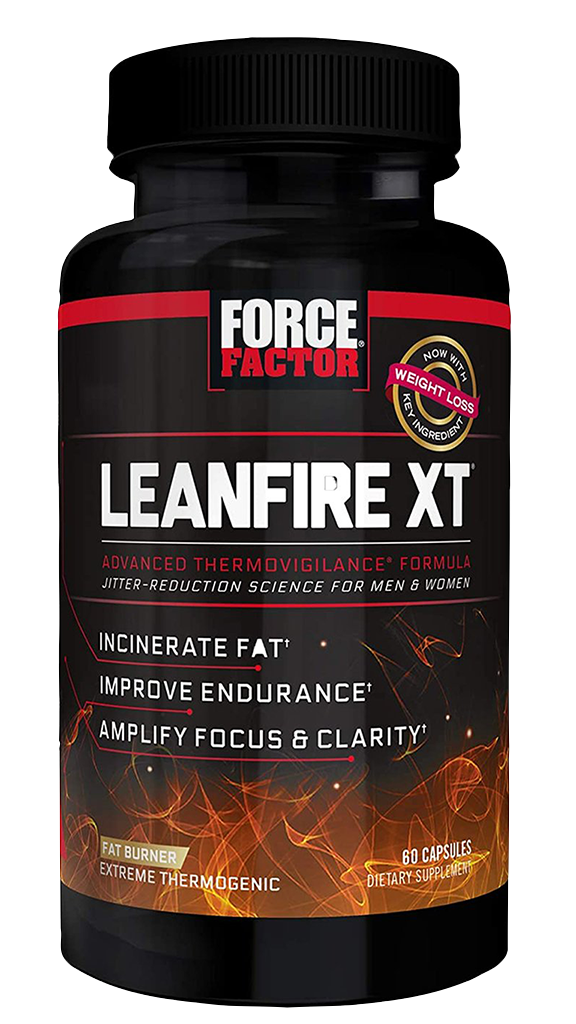 FORCE
FACTOR®
NOW WITH
WEIGHT LOSS
KEY INGREDIENT
LEANFIRE XT®
ADVANCED THERMOVIGILANCE® FORMULA
JITTER-REDUCTION SCIENCE FOR MEN & WOMEN
INCINERATE FAT†
IMPROVE ENDURANCE†
AMPLIFY FOCUS & CLARITY†
FAT BURNER
EXTREME THERMOGENIC
60 CAPSULES
DIETARY SUPPLEMENT